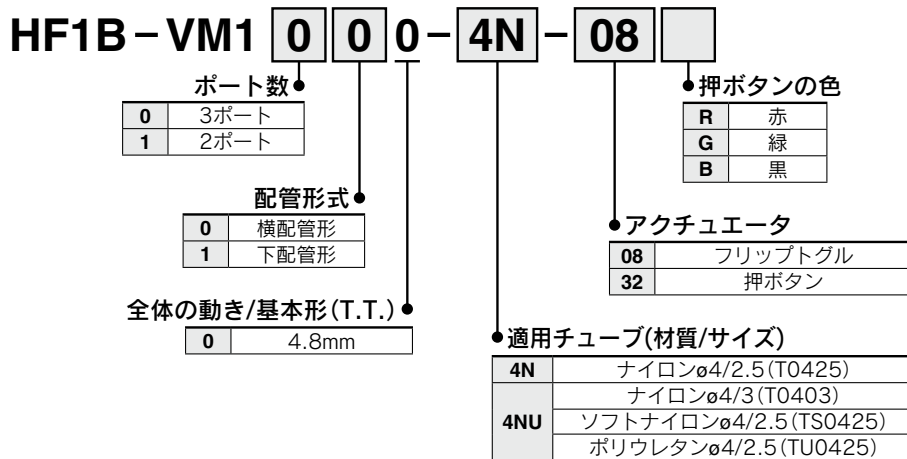 HF1B－VM1 0 0 0－4N－08
ポート数
0 3ポート
1 2ポート
配管形式
0 横配管形
1 下配管形
全体の動き/基本形(T.T.)
0 4.8mm
押ボタンの色
R 赤
G 緑
B 黒
アクチュエータ
08 フリップトグル
32 押ボタン
適用チューブ(材質/サイズ)
4N ナイロンø4/2.5(T0425)
4NU ナイロンø4/3(T0403)
ソフトナイロンø4/2.5(TS0425)
ポリウレタンø4/2.5(TU0425)